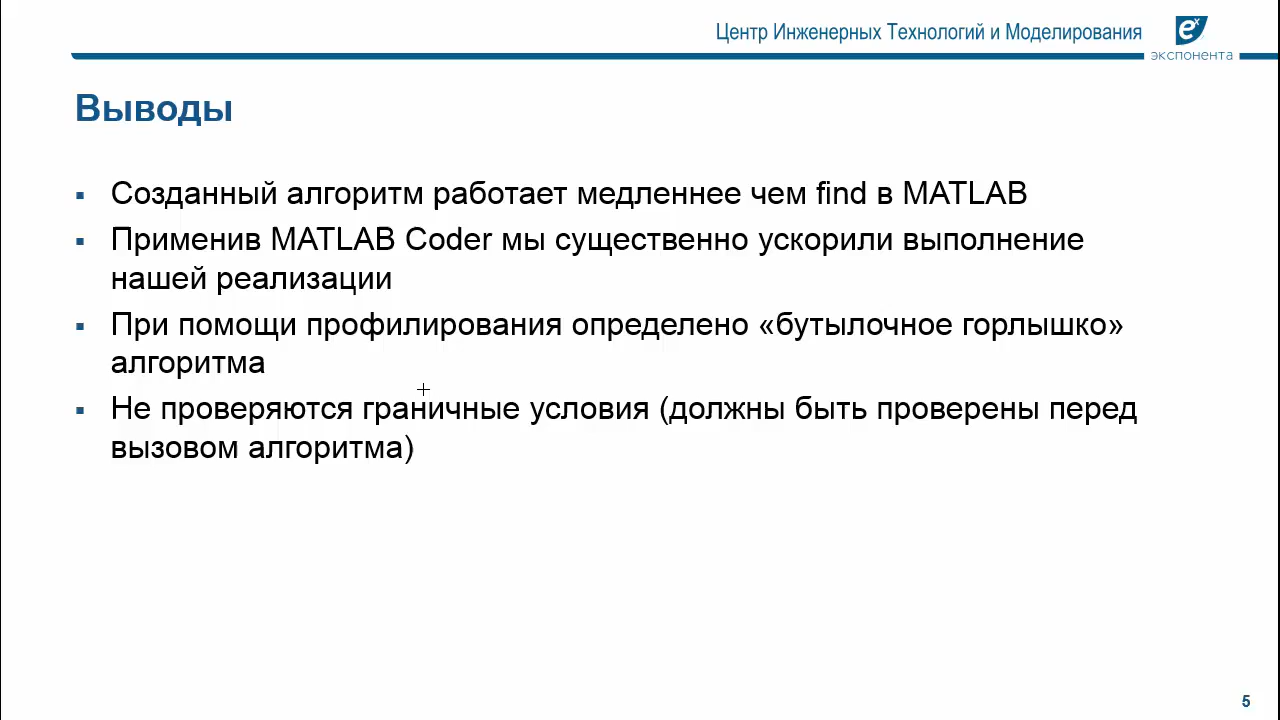 Центр Инженерных Технологий и Моделирования
ex
экспонента
Выводы
Созданный алгоритм работает медленнее чем find в MATLAB
Применив MATLAB Coder мы существенно ускорили выполнение
нашей реализации
При помощи профилирования определено «бутылочное горлышко»
алгоритма
Не проверяются граничные условия (должны быть проверены перед
вызовом алгоритма)
5